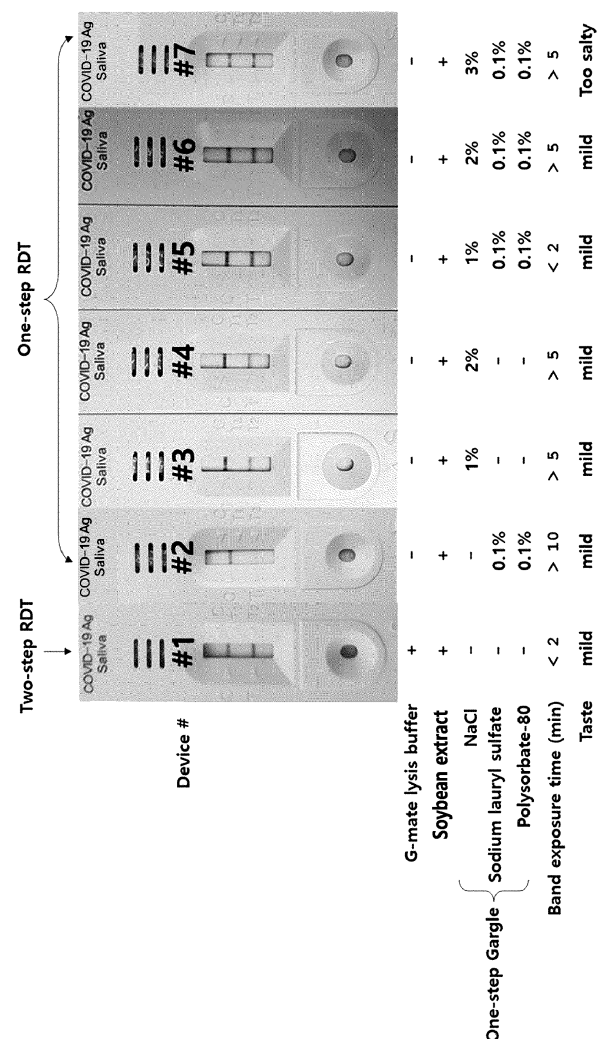 Two-step RDT One-step RDT
COVID-19 Ag COVID-19 Ag COVID-19 Ag COVID-19 Ag COVID-19 Ag COVID-19 Ag COVID-19 Ag
Saliva Saliva Saliva Saliva Saliva Saliva Saliva
Device # #1 #2 #3 #4 #5 #6 #7
G-mate lysis buffer + - - - - - -
Soybean extract + + + + + + +
One-step Gargle
NaCl - - 1% 2% 1% 2% 3%
Sodium lauryl sulfate - 0.1% - - 0.1% 0.1% 0.1%
Polysorbate-80 - 0.1% - - 0.1% 0.1% 0.1%
Band exposure time (min) < 2 > 10 > 5 > 5 < 2 > 5 > 5
Taste mild mild mild mild mild mild Too salty